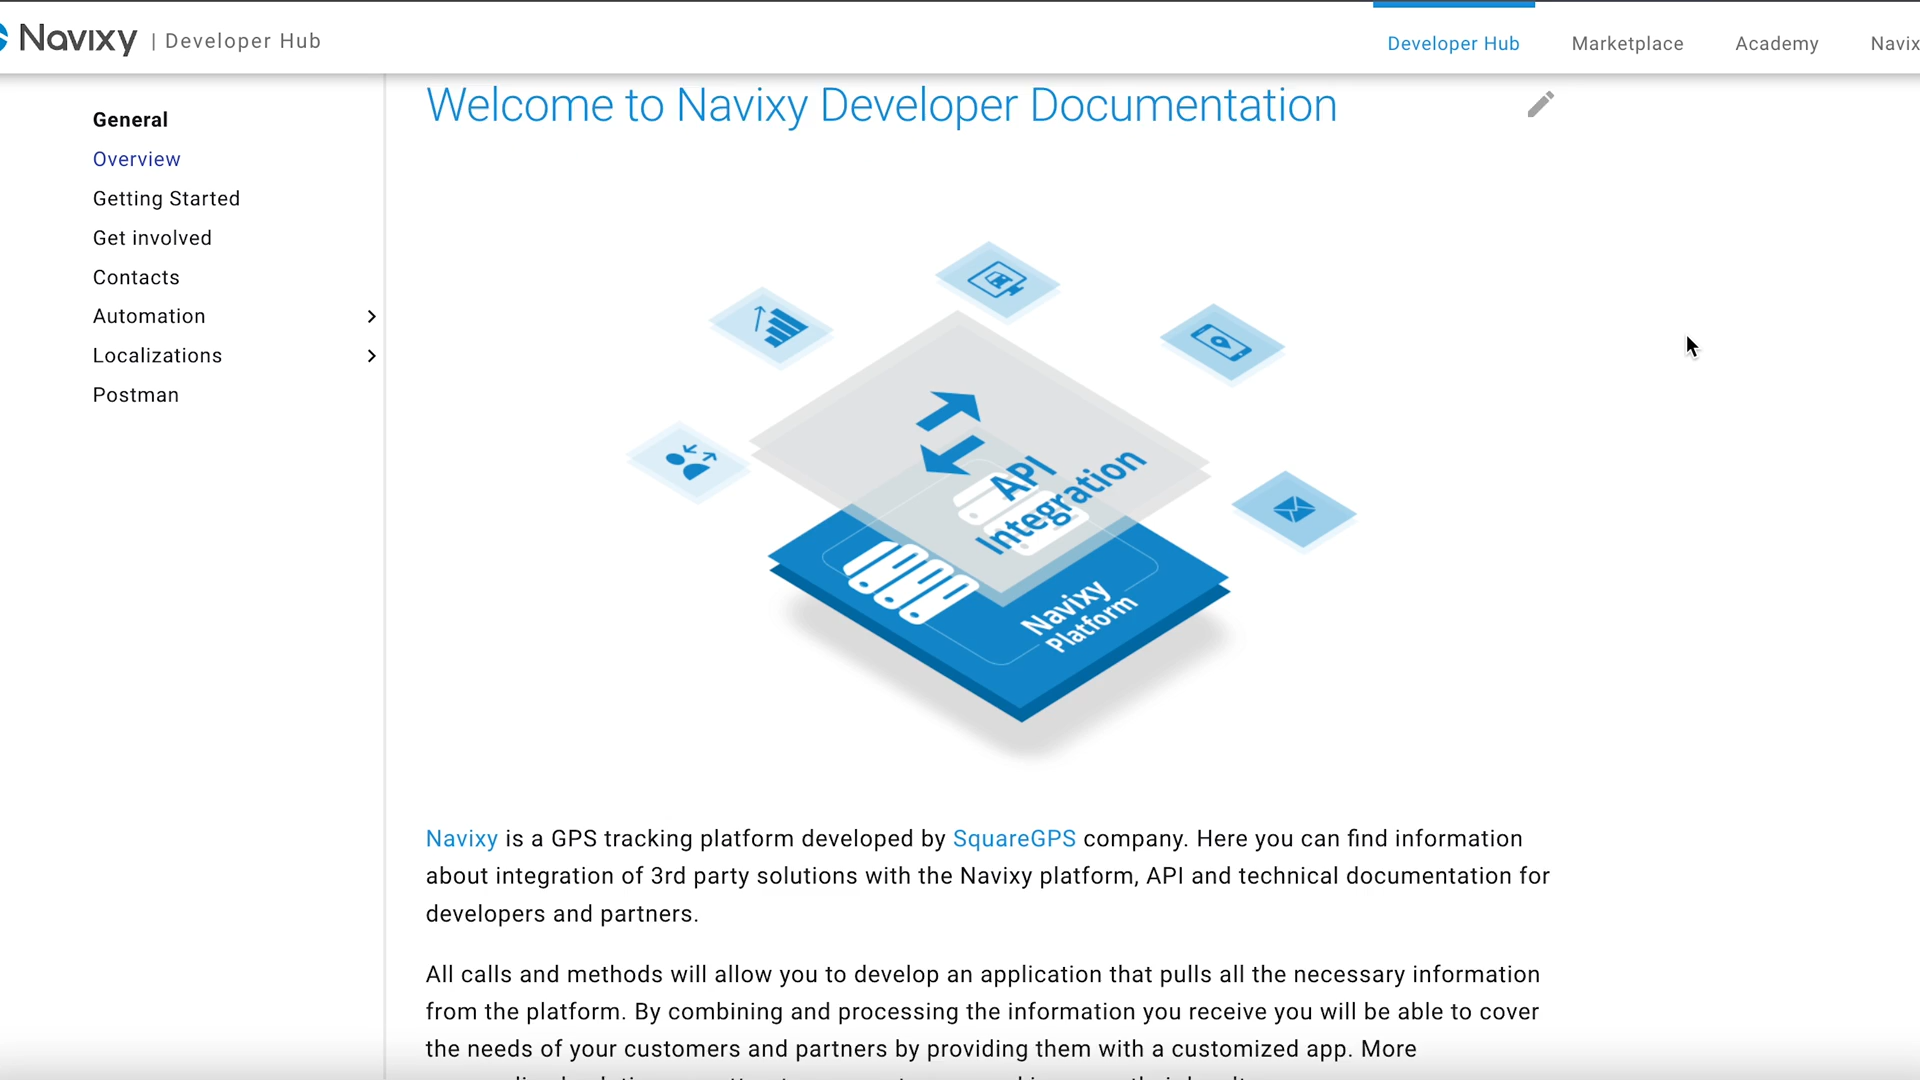 Navixy | Developer Hub
Developer Hub
Marketplace
Academy
General
Overview
Getting Started
Get involved
Contacts
Automation
Localizations
Postman
Welcome to Navixy Developer Documentation
API
Integration
Navixy
Platform
Navixy is a GPS tracking platform developed by SquareGPS company. Here you can find information
about integration of 3rd party solutions with the Navixy platform, API and technical documentation for
developers and partners.
All calls and methods will allow you to develop an application that pulls all the necessary information
from the platform. By combining and processing the information you receive you will be able to cover
the needs of your customers and partners by providing them with a customized app. More